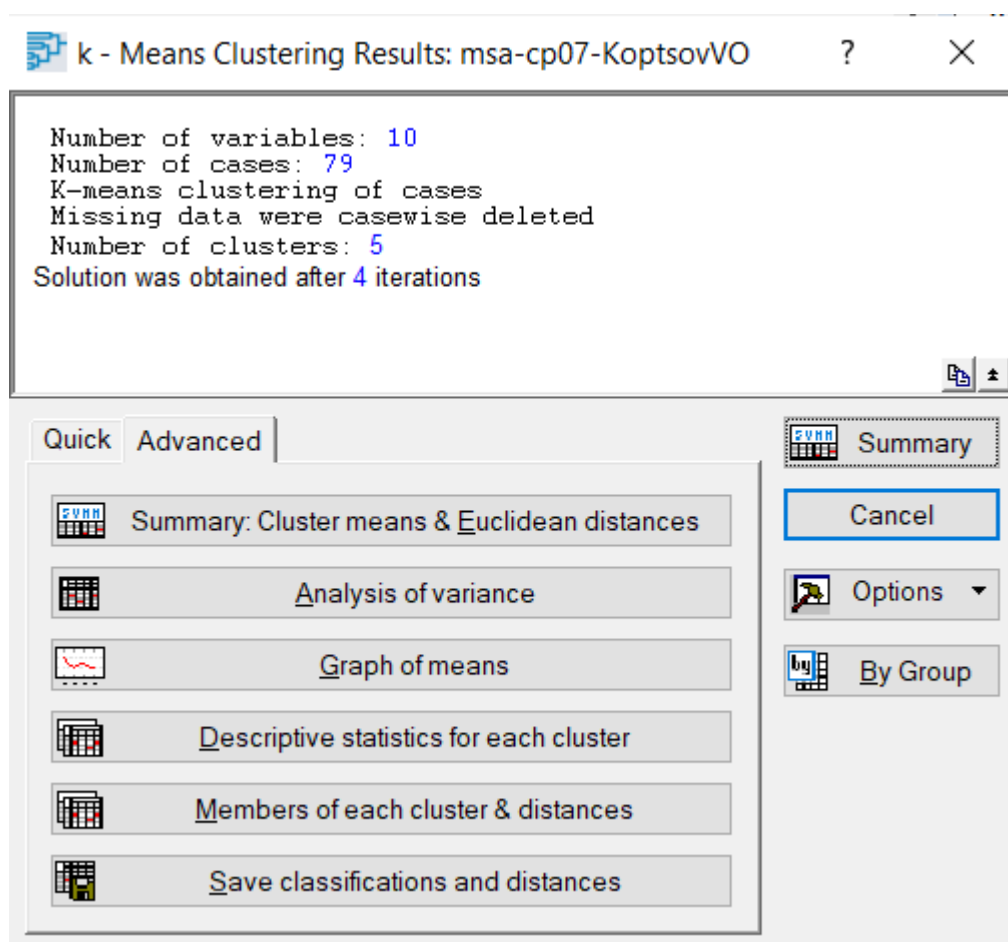 k - Means Clustering Results: msa-cp07-KoptsovVO ? ×
Number of variables: 10
Number of cases: 79
K-means clustering of cases
Missing data were casewise deleted
Number of clusters: 5
Solution was obtained after 4 iterations
Quick Advanced
Summary: Cluster means & Euclidean distances
Analysis of variance
Graph of means
Descriptive statistics for each cluster
Members of each cluster & distances
Save classifications and distances
Summary
Cancel
Options
By Group